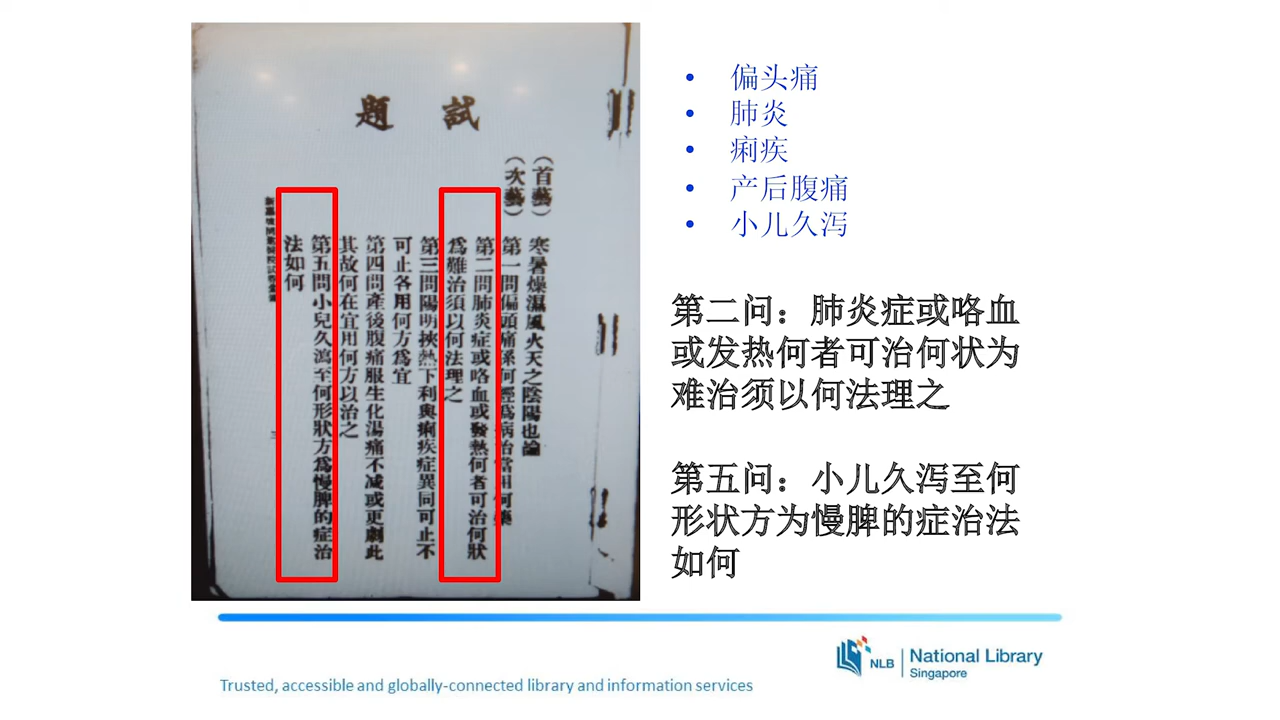 試題
（首藝）寒暑燥濕風火天之陰陽也論
（次藝）第一問偏頭痛係何經為病治當用何藥
第二問肺炎症或咯血或發熱何者可治何狀
為難治須以何法理之
第三問陽明挾熱下利與痢疾症異同可止不
可止各用何方為宜
第四問產後腹痛服生化湯痛不减或更劇此
其故何在宜用何方以治之
第五問小兒久瀉至何形狀方為慢脾的症治
法如何
偏头痛
肺炎
痢疾
产后腹痛
小儿久泻
第二问：肺炎症或咯血
或发热何者可治何状为
难治须以何法理之
第五问：小儿久泻至何
形状方为慢脾的症治法
如何
NLB
National Library
Singapore
Trusted, accessible and globally-connected library and information services